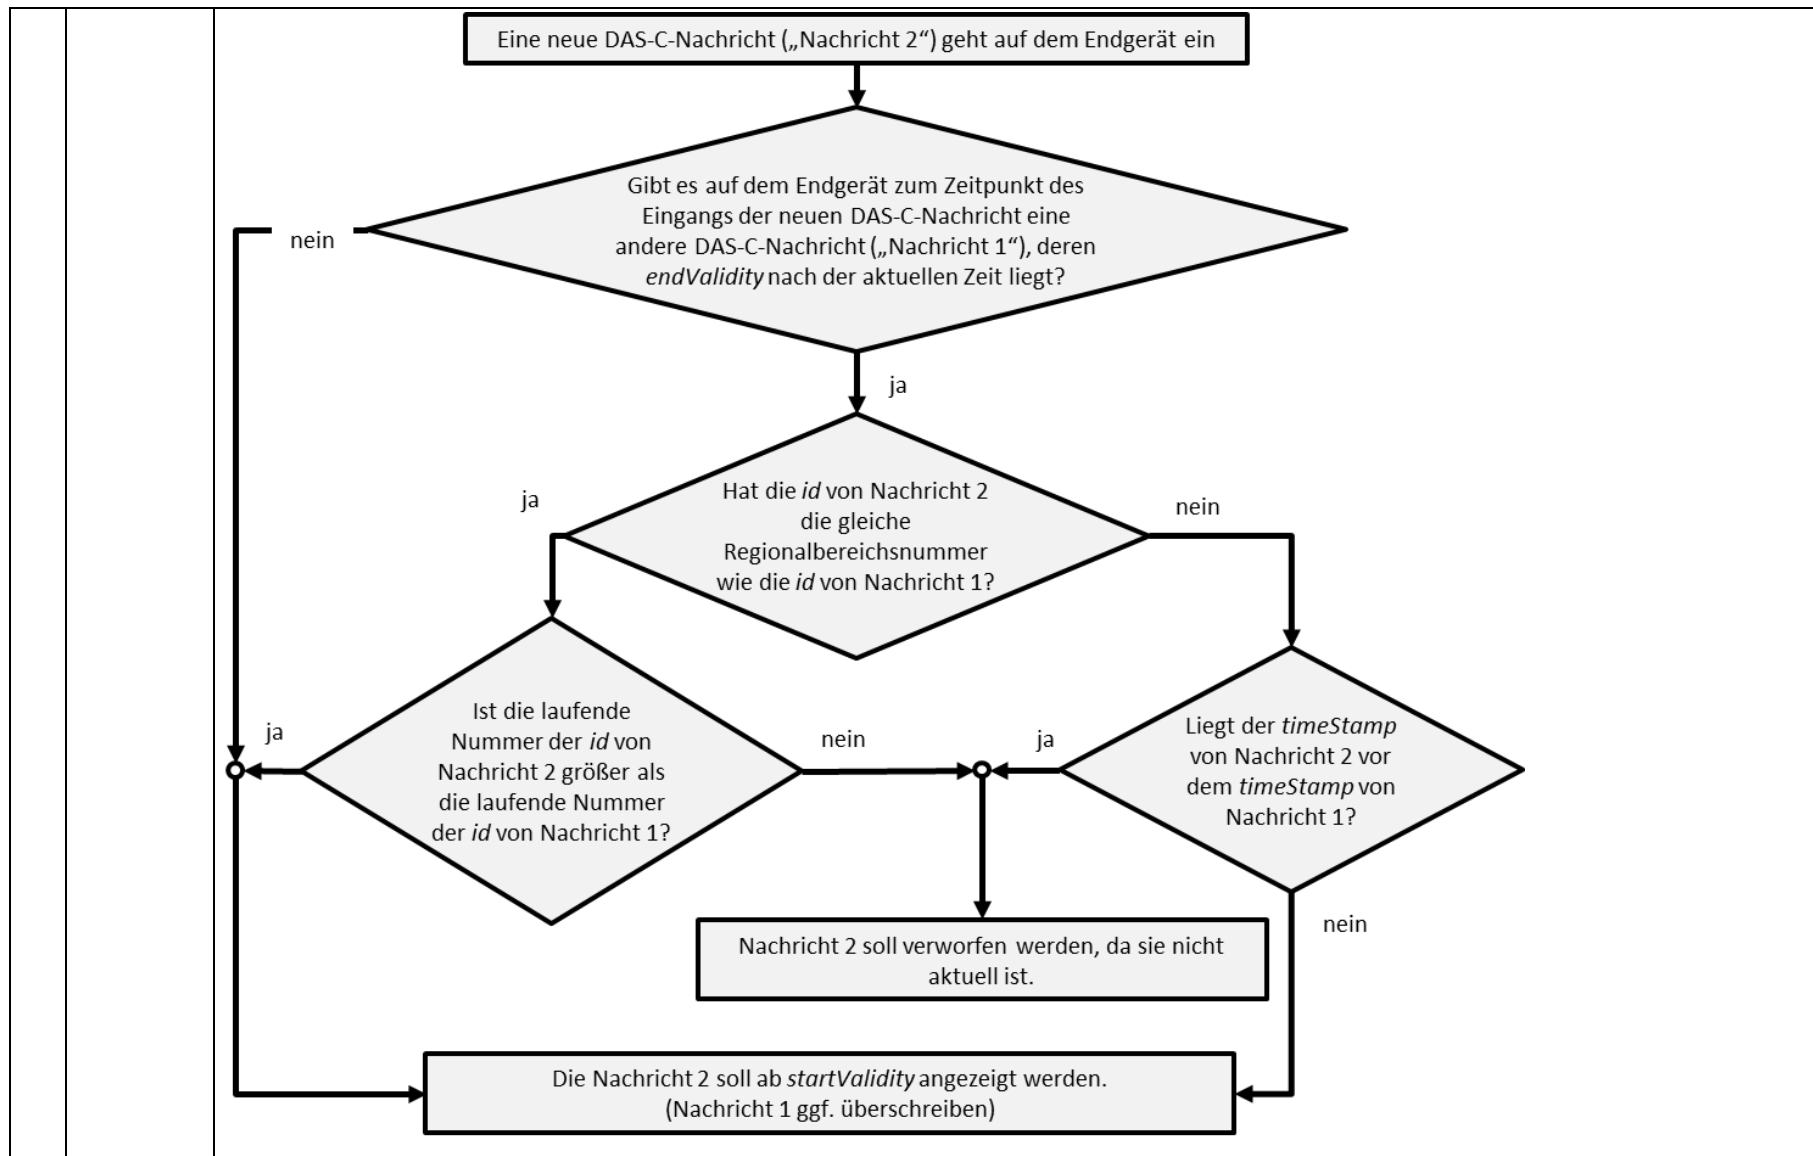 Eine neue DAS-C-Nachricht („Nachricht 2“) geht auf dem Endgerät ein
Gibt es auf dem Endgerät zum Zeitpunkt des
Eingangs der neuen DAS-C-Nachricht eine
andere DAS-C-Nachricht („Nachricht 1“), deren
endValidity nach der aktuellen Zeit liegt?
nein
ja
Hat die id von Nachricht 2
die gleiche
Regionalbereichsnummer
wie die id von Nachricht 1?
ja
nein
Ist die laufende
Nummer der id von
Nachricht 2 größer als
die laufende Nummer
der id von Nachricht 1?
ja
nein
ja
Liegt der timeStamp
von Nachricht 2 vor
dem timeStamp von
Nachricht 1?
nein
Nachricht 2 soll verworfen werden, da sie nicht
aktuell ist.
Die Nachricht 2 soll ab startValidity angezeigt werden.
(Nachricht 1 ggf. überschreiben)